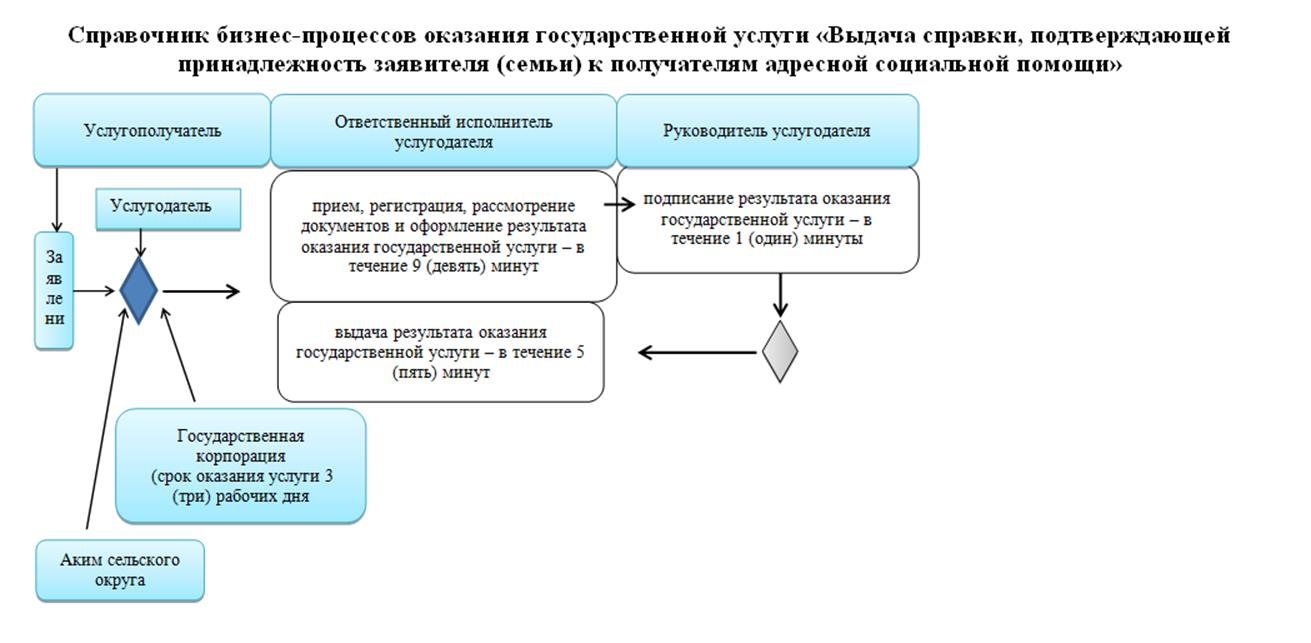 Справочник бизнес-процессов оказания государственной услуги «Выдача справки, подтверждающей
принадлежность заявителя (семьи) к получателям адресной социальной помощи»
Услугополучатель
Ответственный исполнитель
услугодателя
Руководитель услугодателя
Услугодатель
За
яв
ле
ни
прием, регистрация, рассмотрение
документов и оформление результата
оказания государственной услуги – в
течение 9 (девять) минут
подписание результата оказания
государственной услуги – в
течение 1 (один) минуты
выдача результата оказания
государственной услуги – в течение 5
(пять) минут
Государственная
корпорация
(срок оказания услуги 3
(три) рабочих дня
Аким сельского
округа